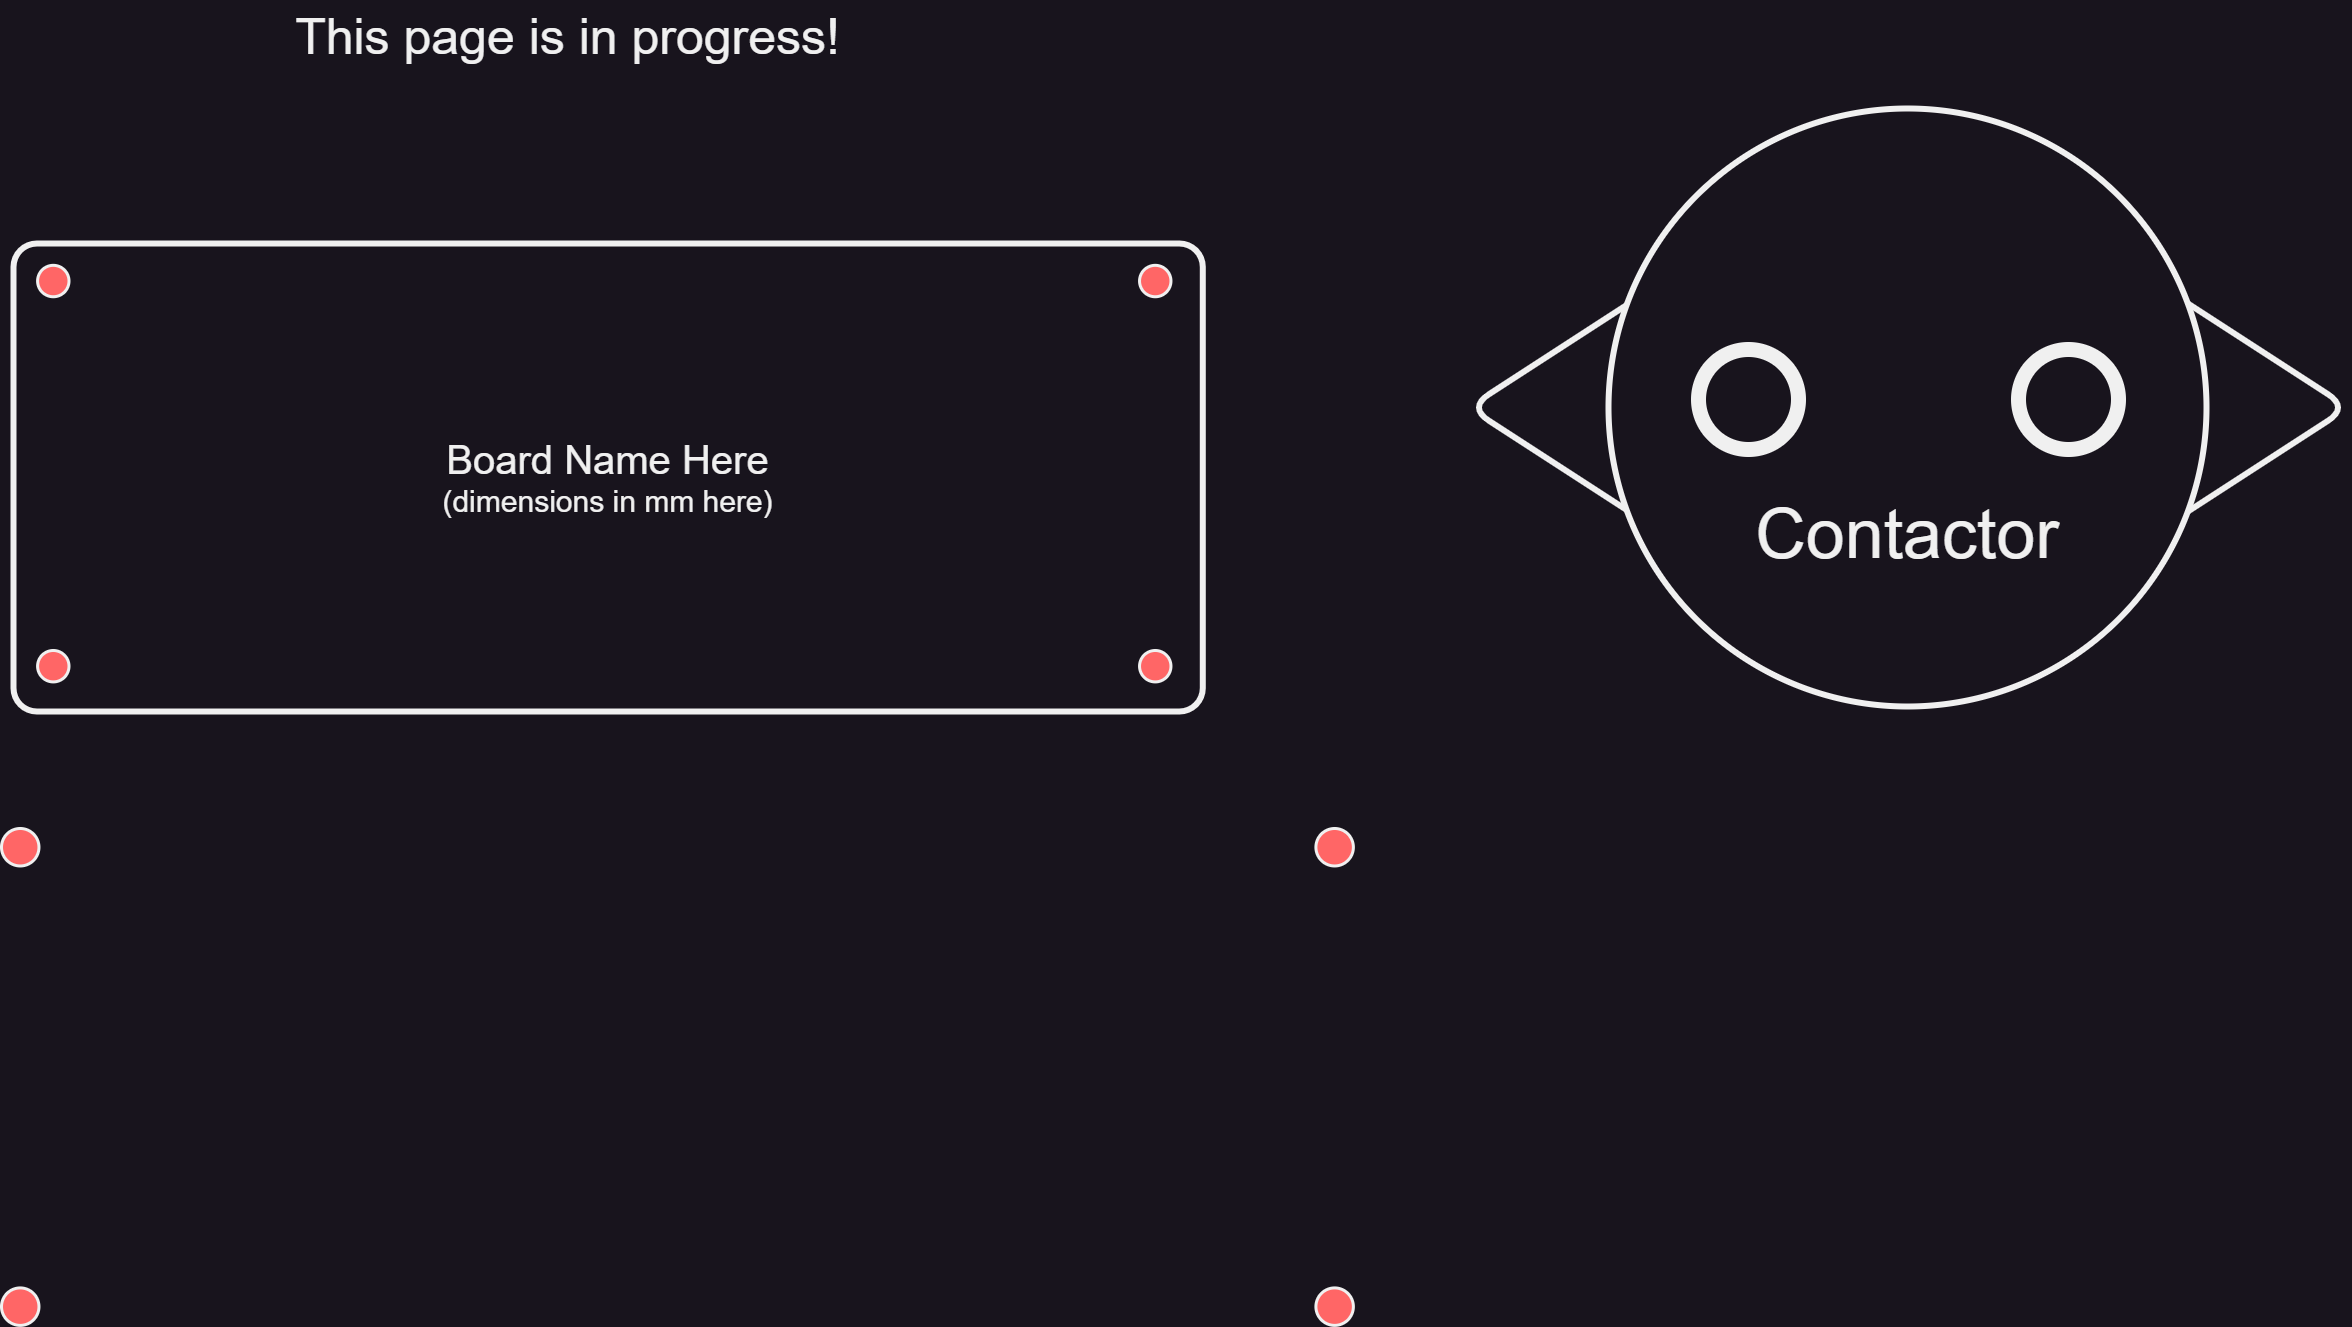 This page is in progress!
Board Name Here
(dimensions in mm here)
Contactor